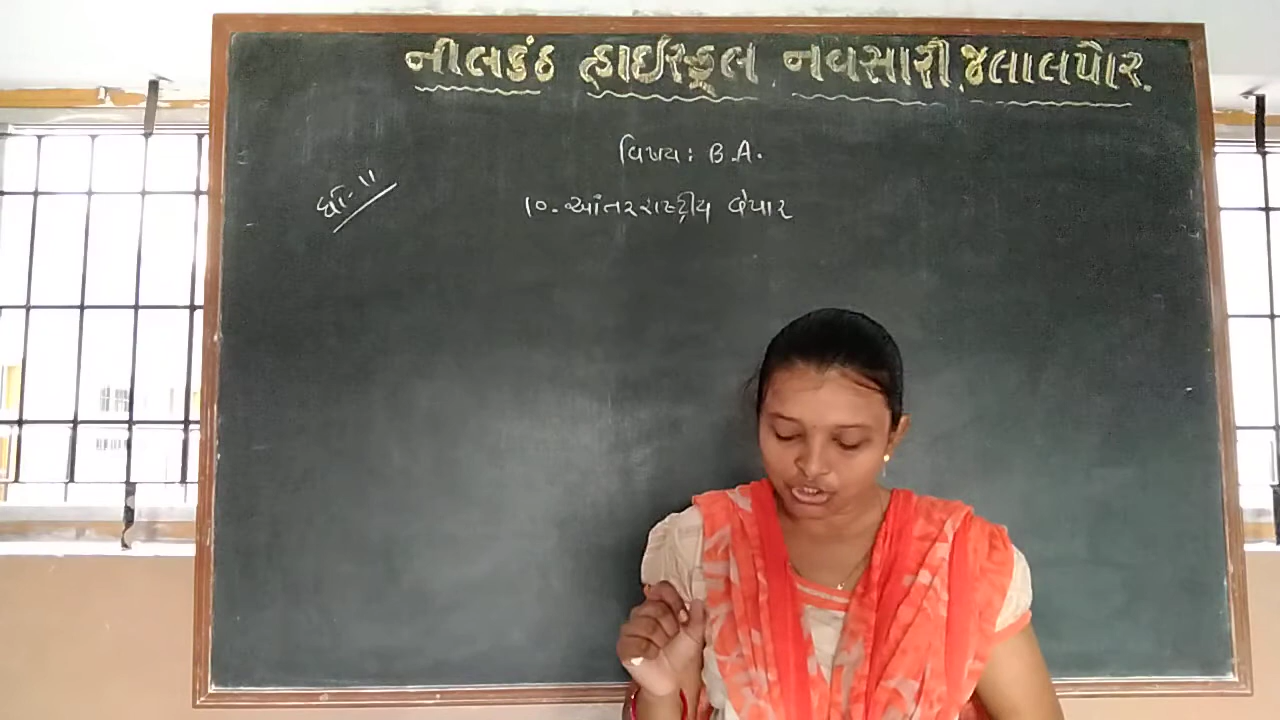 નીલકંઠ હાઈસ્કૂલ નવસારી, જલાલપોર.
વિષય: B.A.
ધો-૧૧
૧૦. આંતરરાષ્ટ્રીય વેપાર